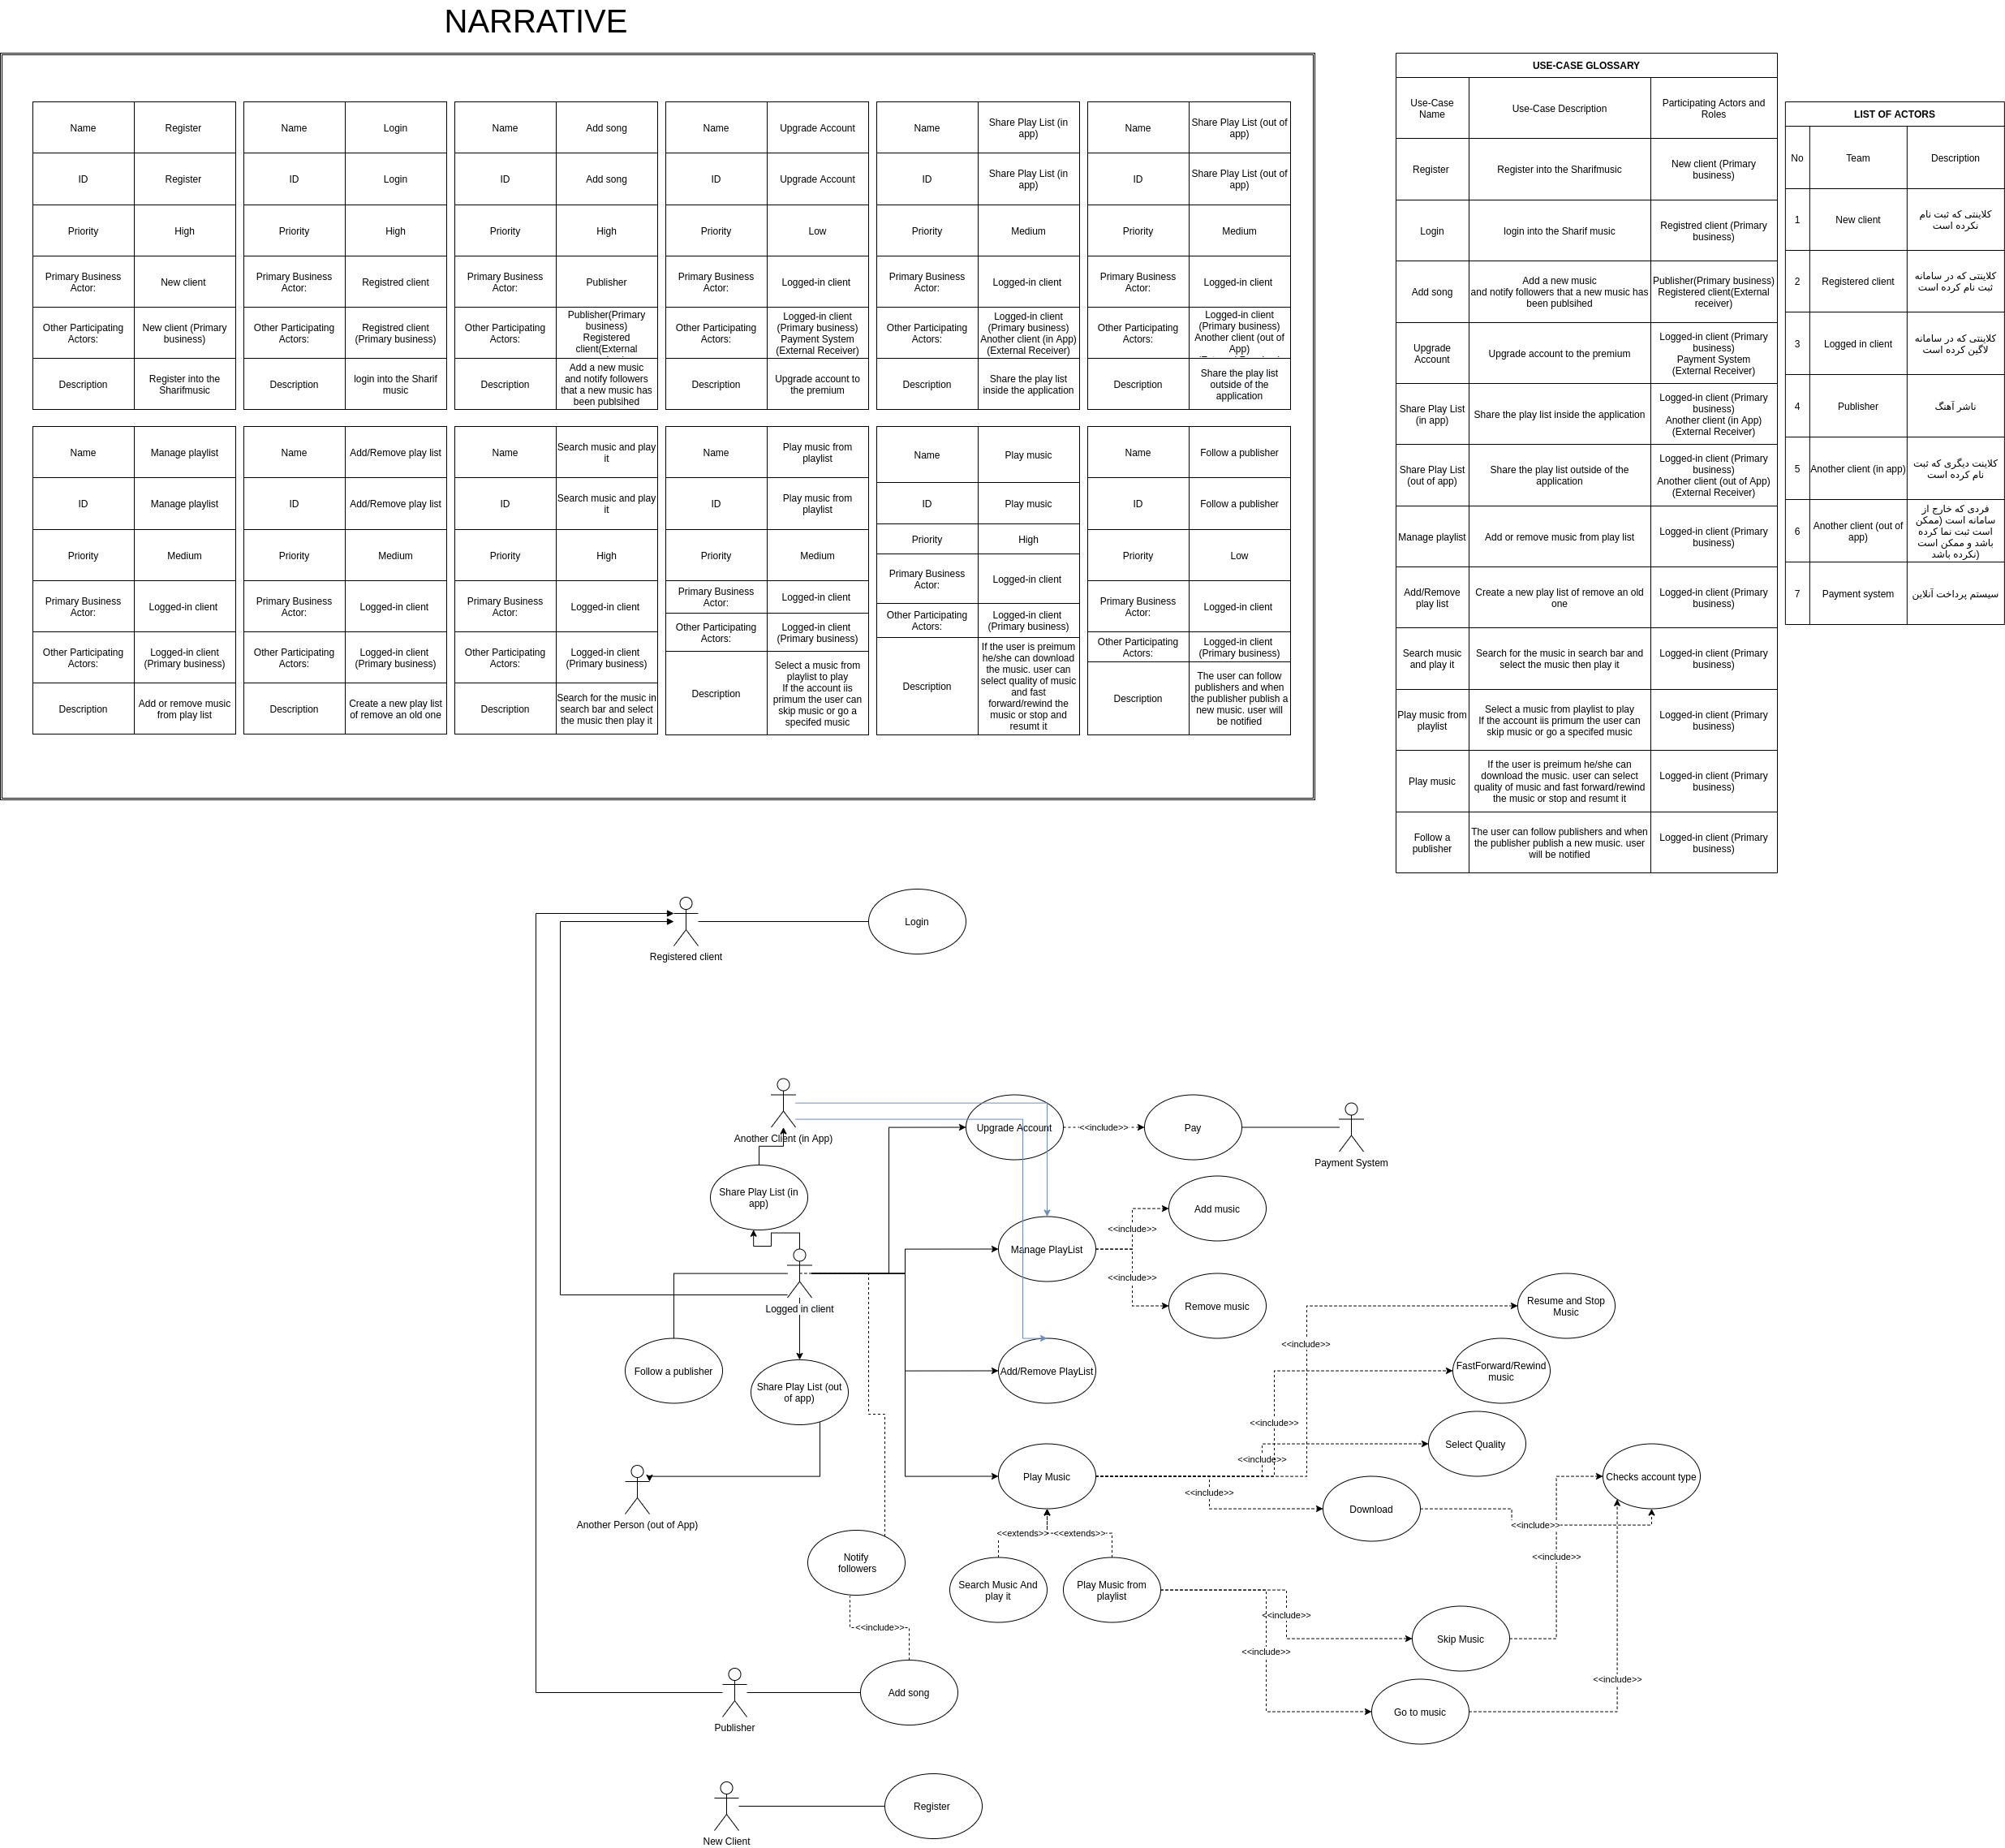 NARRATIVE
Name
Register
ID
Register
Priority
High
Primary Business
Actor:
New client
Other Participating
Actors:
New client (Primary
business)
Description
Register into the
Sharifmusic
Name
Login
ID
Login
Priority
High
Primary Business
Actor:
Registred client
Other Participating
Actors:
Registred client
(Primary business)
Description
login into the Sharif
music
Name
Add song
ID
Add song
Priority
High
Primary Business
Actor:
Publisher
Other Participating
Actors:
Publisher(Primary
business)
Registered
client(External
Description
Add a new music
and notify followers
that a new music has
been publsihed
Name
Upgrade Account
ID
Upgrade Account
Priority
Low
Primary Business
Actor:
Logged-in client
Other Participating
Actors:
Logged-in client
(Primary business)
Payment System
(External Receiver)
Description
Upgrade account to
the premium
Name
Share Play List (in
app)
ID
Share Play List (in
app)
Priority
Medium
Primary Business
Actor:
Logged-in client
Other Participating
Actors:
Logged-in client
(Primary business)
Another client (in App)
(External Receiver)
Description
Share the play list
inside the application
Name
Share Play List (out of
app)
ID
Share Play List (out of
app)
Priority
Medium
Primary Business
Actor:
Logged-in client
Other Participating
Actors:
Logged-in client
(Primary business)
Another client (out of
App)
Description
Share the play list
outside of the
application
Name
Manage playlist
ID
Manage playlist
Priority
Medium
Primary Business
Actor:
Logged-in client
Other Participating
Actors:
Logged-in client
(Primary business)
Description
Add or remove music
from play list
Name
Add/Remove play list
ID
Add/Remove play list
Priority
Medium
Primary Business
Actor:
Logged-in client
Other Participating
Actors:
Logged-in client
(Primary business)
Description
Create a new play list
of remove an old one
Name
Search music and play
it
ID
Search music and play
it
Priority
High
Primary Business
Actor:
Logged-in client
Other Participating
Actors:
Logged-in client
(Primary business)
Description
Search for the music in
search bar and select
the music then play it
Name
Play music from
playlist
ID
Play music from
playlist
Priority
Medium
Primary Business
Actor:
Logged-in client
Other Participating
Actors:
Logged-in client
(Primary business)
Description
Select a music from
playlist to play
If the account iis
primum the user can
skip music or go a
specifed music
Name
Play music
ID
Play music
Priority
High
Primary Business
Actor:
Logged-in client
Other Participating
Actors:
Logged-in client
(Primary business)
Description
If the user is preimum
he/she can download
the music. user can
select quality of music
and fast
forward/rewind the
music or stop and
resumt it
Name
Follow a publisher
ID
Follow a publisher
Priority
Low
Primary Business
Actor:
Logged-in client
Other Participating
Actors:
Logged-in client
(Primary business)
Description
The user can follow
publishers and when
the publisher publish a
new music. user will
be notified
USE-CASE GLOSSARY
Use-Case
Name
Use-Case Description
Participating Actors and
Roles
Register
Register into the Sharifmusic
New client (Primary
business)
Login
login into the Sharif music
Registred client (Primary
business)
Add song
Add a new music
and notify followers that a new music has
been publsihed
Publisher(Primary business)
Registered client(External
receiver)
Upgrade
Account
Upgrade account to the premium
Logged-in client (Primary
business)
Payment System
(External Receiver)
Share Play List
(in app)
Share the play list inside the application
Logged-in client (Primary
business)
Another client (in App)
(External Receiver)
Share Play List
(out of app)
Share the play list outside of the
application
Logged-in client (Primary
business)
Another client (out of App)
(External Receiver)
Manage playlist
Add or remove music from play list
Logged-in client (Primary
business)
Add/Remove
play list
Create a new play list of remove an old
one
Logged-in client (Primary
business)
Search music
and play it
Search for the music in search bar and
select the music then play it
Logged-in client (Primary
business)
Play music from
playlist
Select a music from playlist to play
If the account iis primum the user can
skip music or go a specifed music
Logged-in client (Primary
business)
Play music
If the user is preimum he/she can
download the music. user can select
quality of music and fast forward/rewind
the music or stop and resumt it
Logged-in client (Primary
business)
Follow a
publisher
The user can follow publishers and when
the publisher publish a new music. user
will be notified
Logged-in client (Primary
business)
LIST OF ACTORS
No
Team
Description
1
New client
کلاینتی که ثبت نام
نکرده است
2
Registered client
کلاینتی که در سامانه
ثبت نام کرده است
3
Logged in client
کلاینتی که در سامانه
لاگین کرده است
4
Publisher
ناشر آهنگ
5
Another client (in app)
کلاینت دیگری که ثبت
نام کرده است
6
Another client (out of
app)
فردی که خارج از
سامانه است (ممکن
است ثبت نما کرده
باشد و ممکن است
نکرده باشد)
7
Payment system
سیستم پرداخت آنلاین
Registered client
Login
Another Client (in App)
Upgrade Account
<<include>>
Pay
Payment System
Share Play List (in
app)
Add music
<<include>>
Manage PlayList
<<include>>
Remove music
Logged in client
Resume and Stop
Music
<<include>>
Follow a publisher
Share Play List (out
of app)
Add/Remove PlayList
FastForward/Rewind
music
<<include>>
Select Quality
<<include>>
Play Music
<<include>>
Download
Checks account type
<<include>>
Another Person (out of App)
<<extends>>
<<extends>>
<<include>>
Notify
followers
Search Music And
play it
Play Music from
playlist
<<include>>
<<include>>
Skip Music
<<include>>
<<include>>
Add song
Go to music
Publisher
New Client
Register